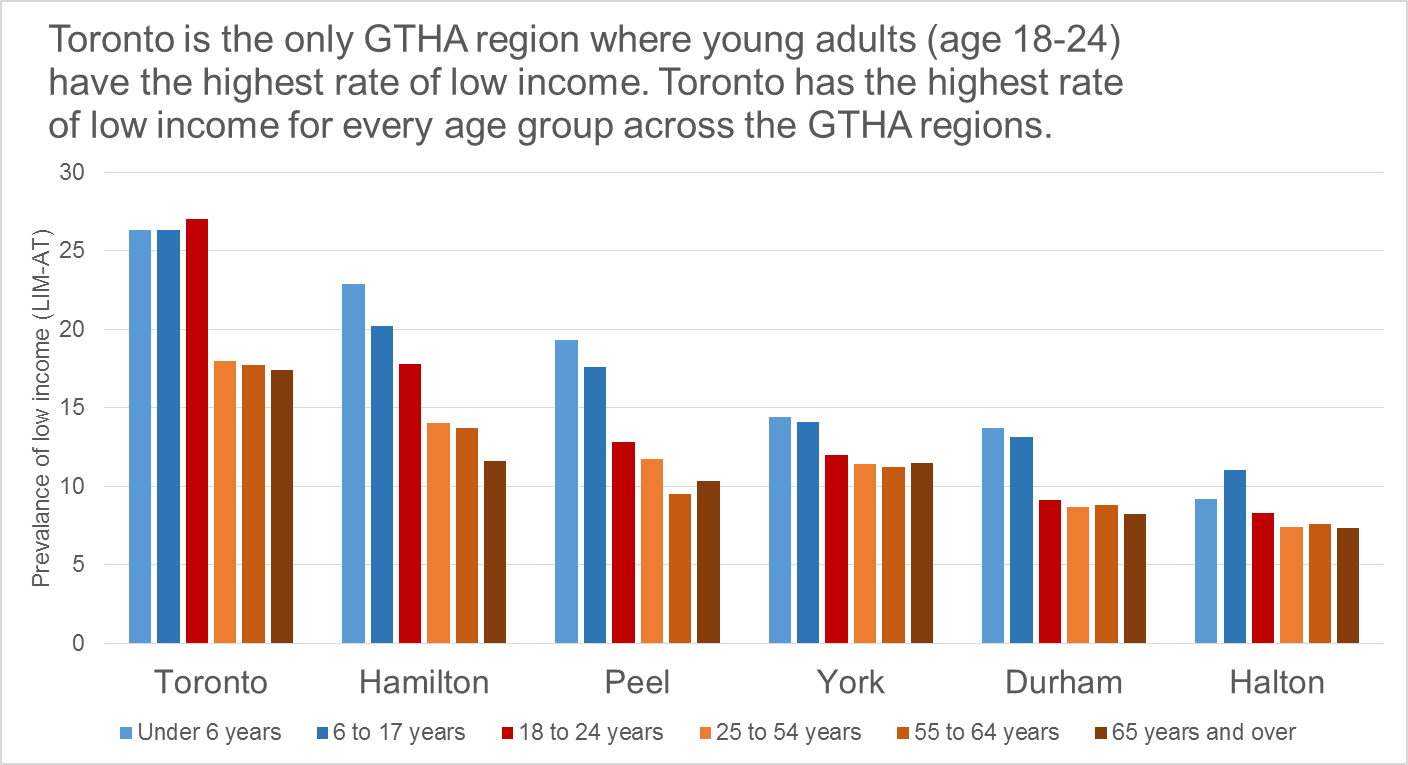 Toronto is the only GTHA region where young adults (age 18-24)
have the highest rate of low income. Toronto has the highest rate
of low income for every age group across the GTHA regions.
Prevalance of low income (LIM-AT)
30
25
20
15
10
5
0
Toronto Hamilton Peel York Durham Halton
Under 6 years 6 to 17 years 18 to 24 years 25 to 54 years 55 to 64 years 65 years and over